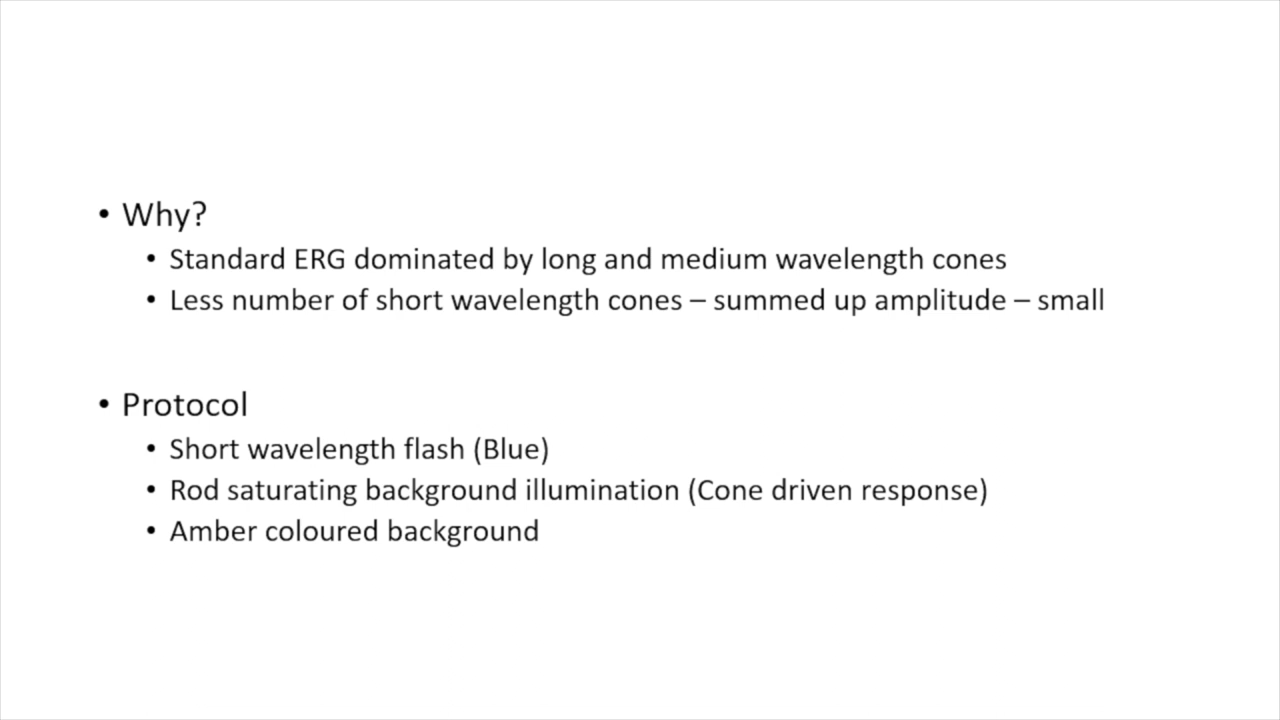 • Why?
• Standard ERG dominated by long and medium wavelength cones
• Less number of short wavelength cones – summed up amplitude – small
• Protocol
• Short wavelength flash (Blue)
• Rod saturating background illumination (Cone driven response)
• Amber coloured background